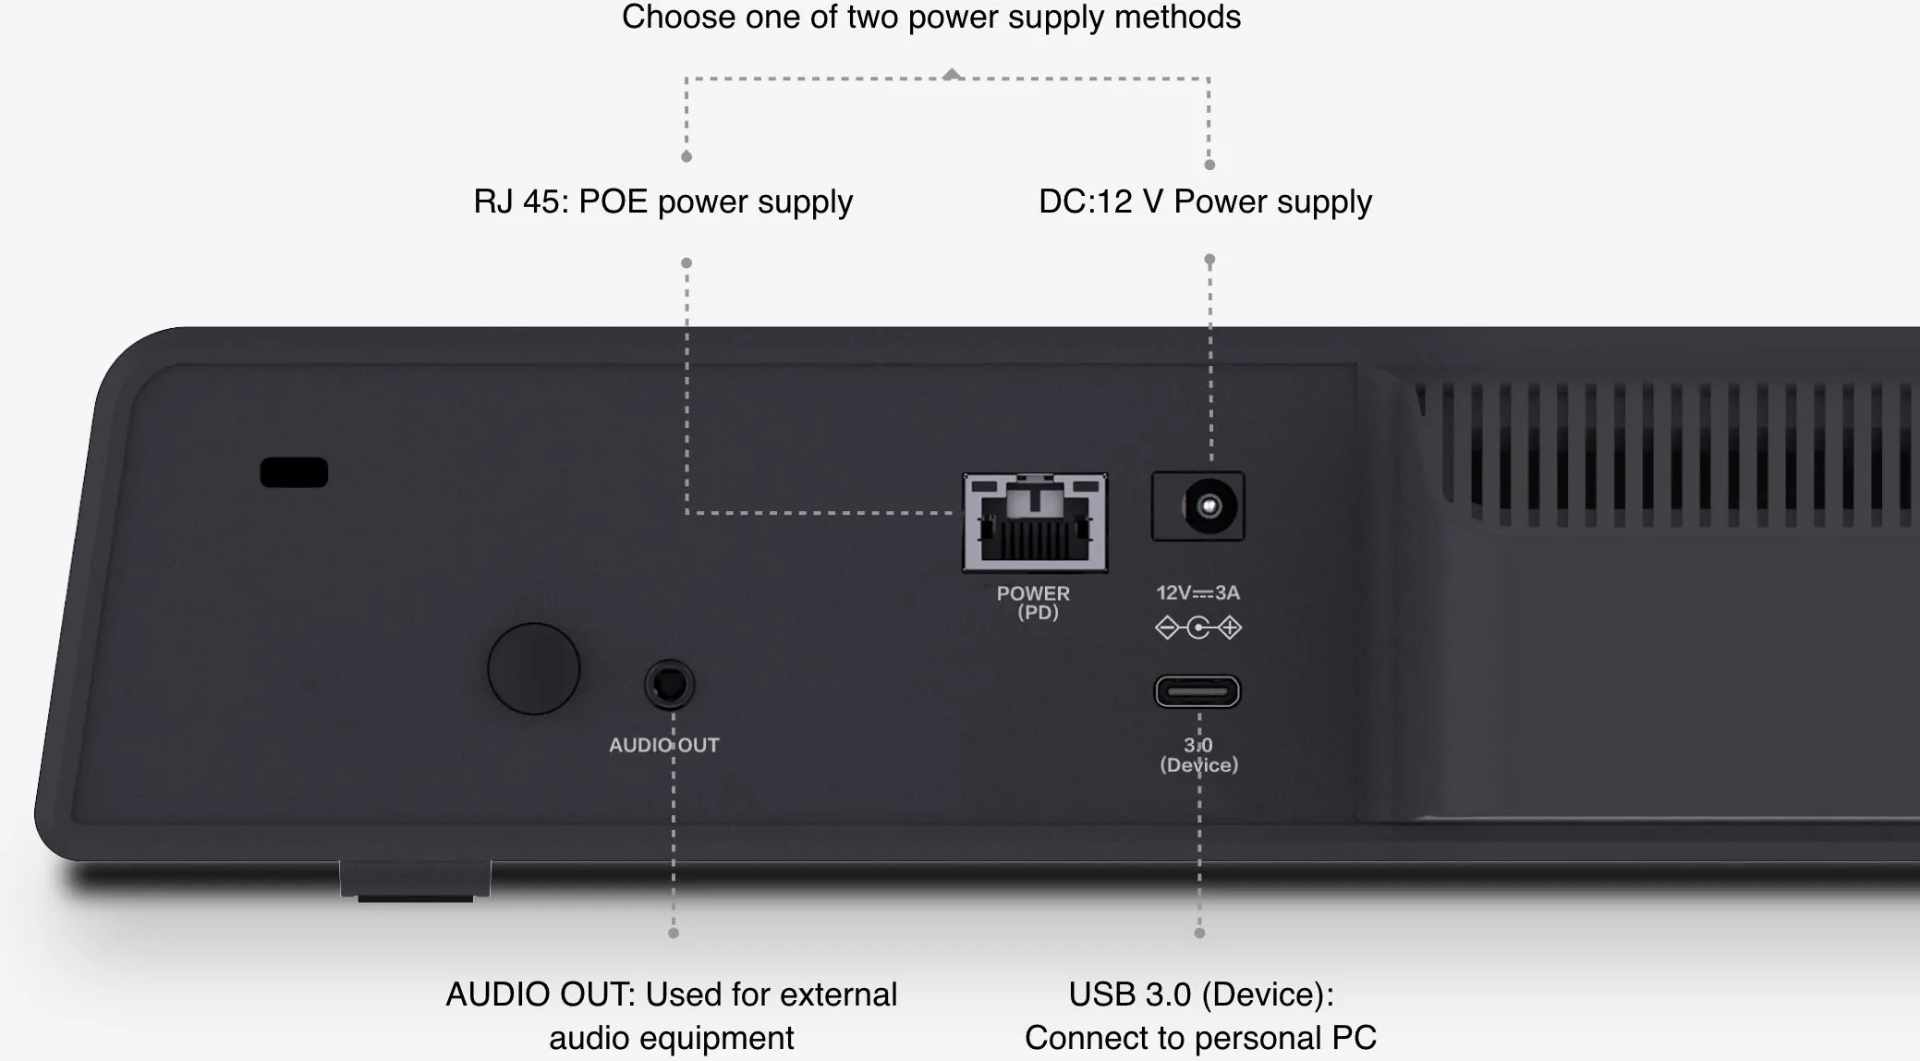 Choose one of two power supply methods
RJ 45: POE power supply
DC:12 V Power supply
POWER
(PD)
12V⎓3A
AUDIO OUT
3.0
(Device)
AUDIO OUT: Used for external
audio equipment
USB 3.0 (Device):
Connect to personal PC